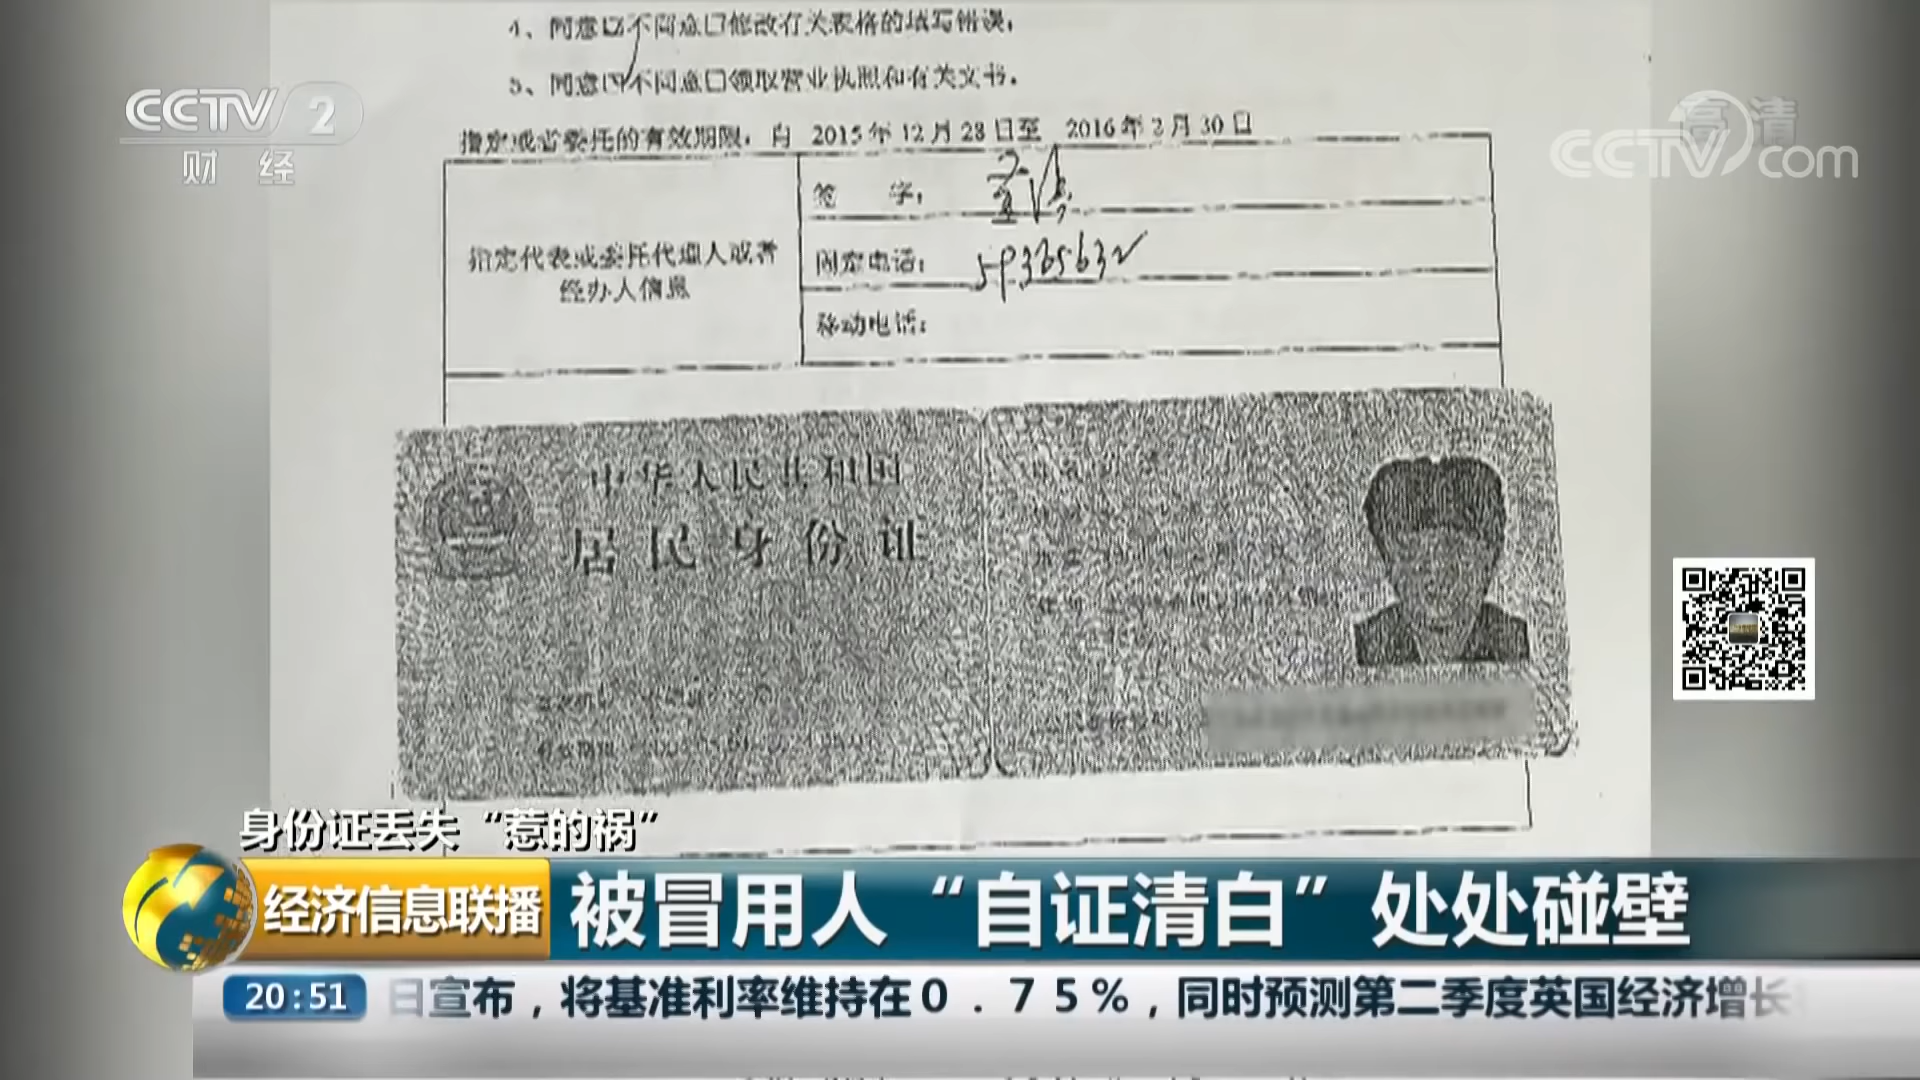 4、同意☑不同意口修改有关表格的填写错误。
5、同意☑不同意口领取营业执照和有关文书。
CCTV 2
财 经
高清
CCTV com
指定或者委托的有效期限：自 2015年12月28日至 2016年2月30日
签 字：
指定代表或委托代理人或者
经办人信息
固定电话：
移动电话：
中华人民共和国
居民身份证
身份证丢失“惹的祸”
经济信息联播
被冒用人“自证清白”处处碰壁
20:51
日宣布，将基准利率维持在0．75%，同时预测第二季度英国经济增长